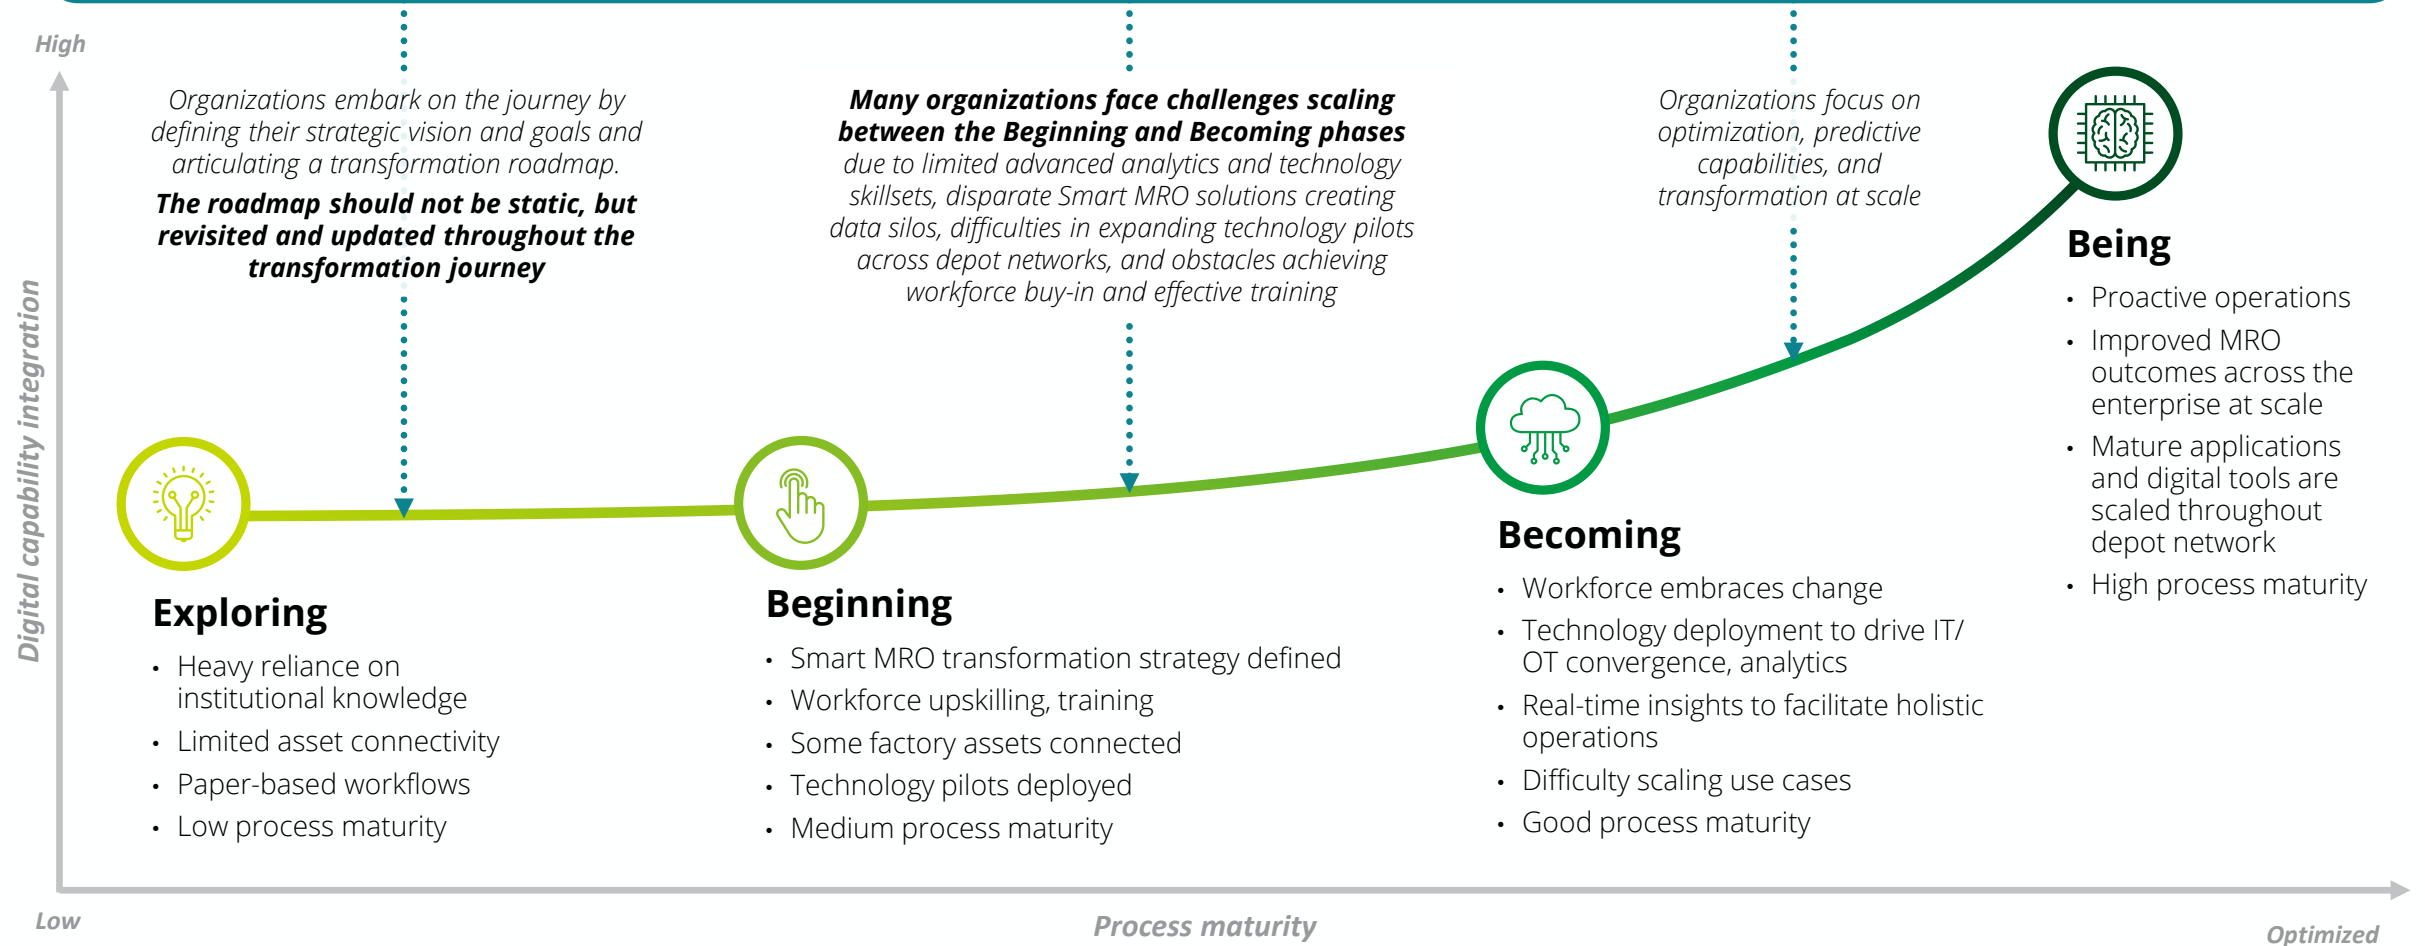 High
Organizations embark on the journey by
defining their strategic vision and goals and
articulating a transformation roadmap.
The roadmap should not be static, but
revisited and updated throughout the
transformation journey
Many organizations face challenges scaling
between the Beginning and Becoming phases
due to limited advanced analytics and technology
skillsets, disparate Smart MRO solutions creating
data silos, difficulties in expanding technology pilots
across depot networks, and obstacles achieving
workforce buy-in and effective training
Organizations focus on
optimization, predictive
capabilities, and
transformation at scale
Digital capability integration
Exploring
• Heavy reliance on
institutional knowledge
• Limited asset connectivity
• Paper-based workflows
• Low process maturity
Beginning
• Smart MRO transformation strategy defined
• Workforce upskilling, training
• Some factory assets connected
• Technology pilots deployed
• Medium process maturity
Becoming
• Workforce embraces change
• Technology deployment to drive IT/
OT convergence, analytics
• Real-time insights to facilitate holistic
operations
• Difficulty scaling use cases
• Good process maturity
Being
• Proactive operations
• Improved MRO
outcomes across the
enterprise at scale
• Mature applications
and digital tools are
scaled throughout
depot network
• High process maturity
Low
Process maturity
Optimized